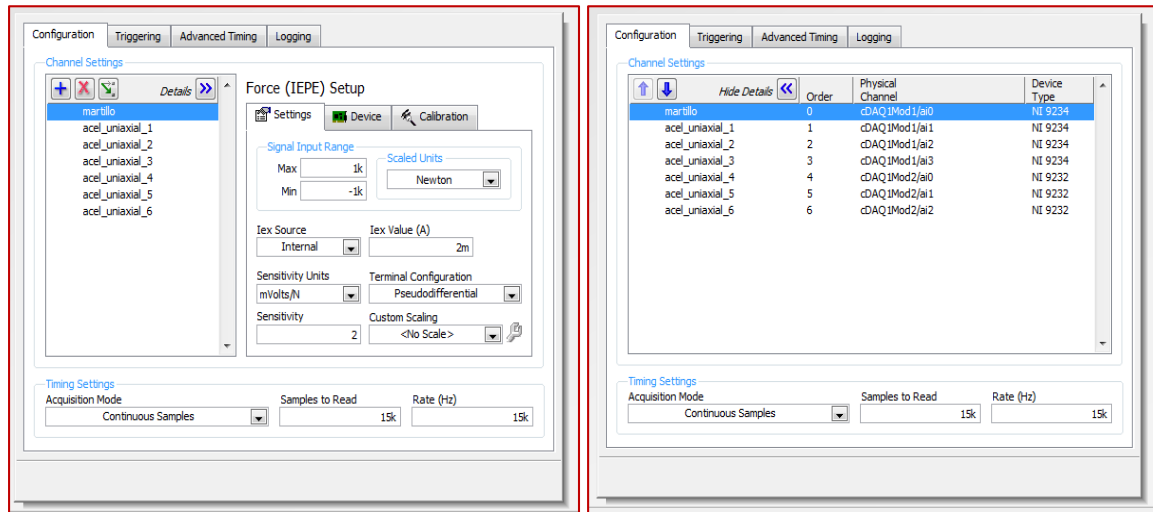 Configuration Triggering Advanced Timing Logging
Channel Settings
Details
martillo
acel_uniaxial_1
acel_uniaxial_2
acel_uniaxial_3
acel_uniaxial_4
acel_uniaxial_5
acel_uniaxial_6
Force (IEPE) Setup
Settings Device Calibration
Signal Input Range
Max 1k
Min -1k
Scaled Units
Newton
Iex Source Iex Value (A)
Internal 2m
Sensitivity Units Terminal Configuration
mVolts/N Pseudodifferential
Sensitivity Custom Scaling
2 <No Scale>
Timing Settings
Acquisition Mode Samples to Read Rate (Hz)
Continuous Samples 15k 15k
Configuration Triggering Advanced Timing Logging
Channel Settings
Hide Details Order Physical Channel Device Type
martillo 0 cDAQ1Mod1/ai0 NI 9234
acel_uniaxial_1 1 cDAQ1Mod1/ai1 NI 9234
acel_uniaxial_2 2 cDAQ1Mod1/ai2 NI 9234
acel_uniaxial_3 3 cDAQ1Mod1/ai3 NI 9234
acel_uniaxial_4 4 cDAQ1Mod2/ai0 NI 9232
acel_uniaxial_5 5 cDAQ1Mod2/ai1 NI 9232
acel_uniaxial_6 6 cDAQ1Mod2/ai2 NI 9232
Timing Settings
Acquisition Mode Samples to Read Rate (Hz)
Continuous Samples 15k 15k